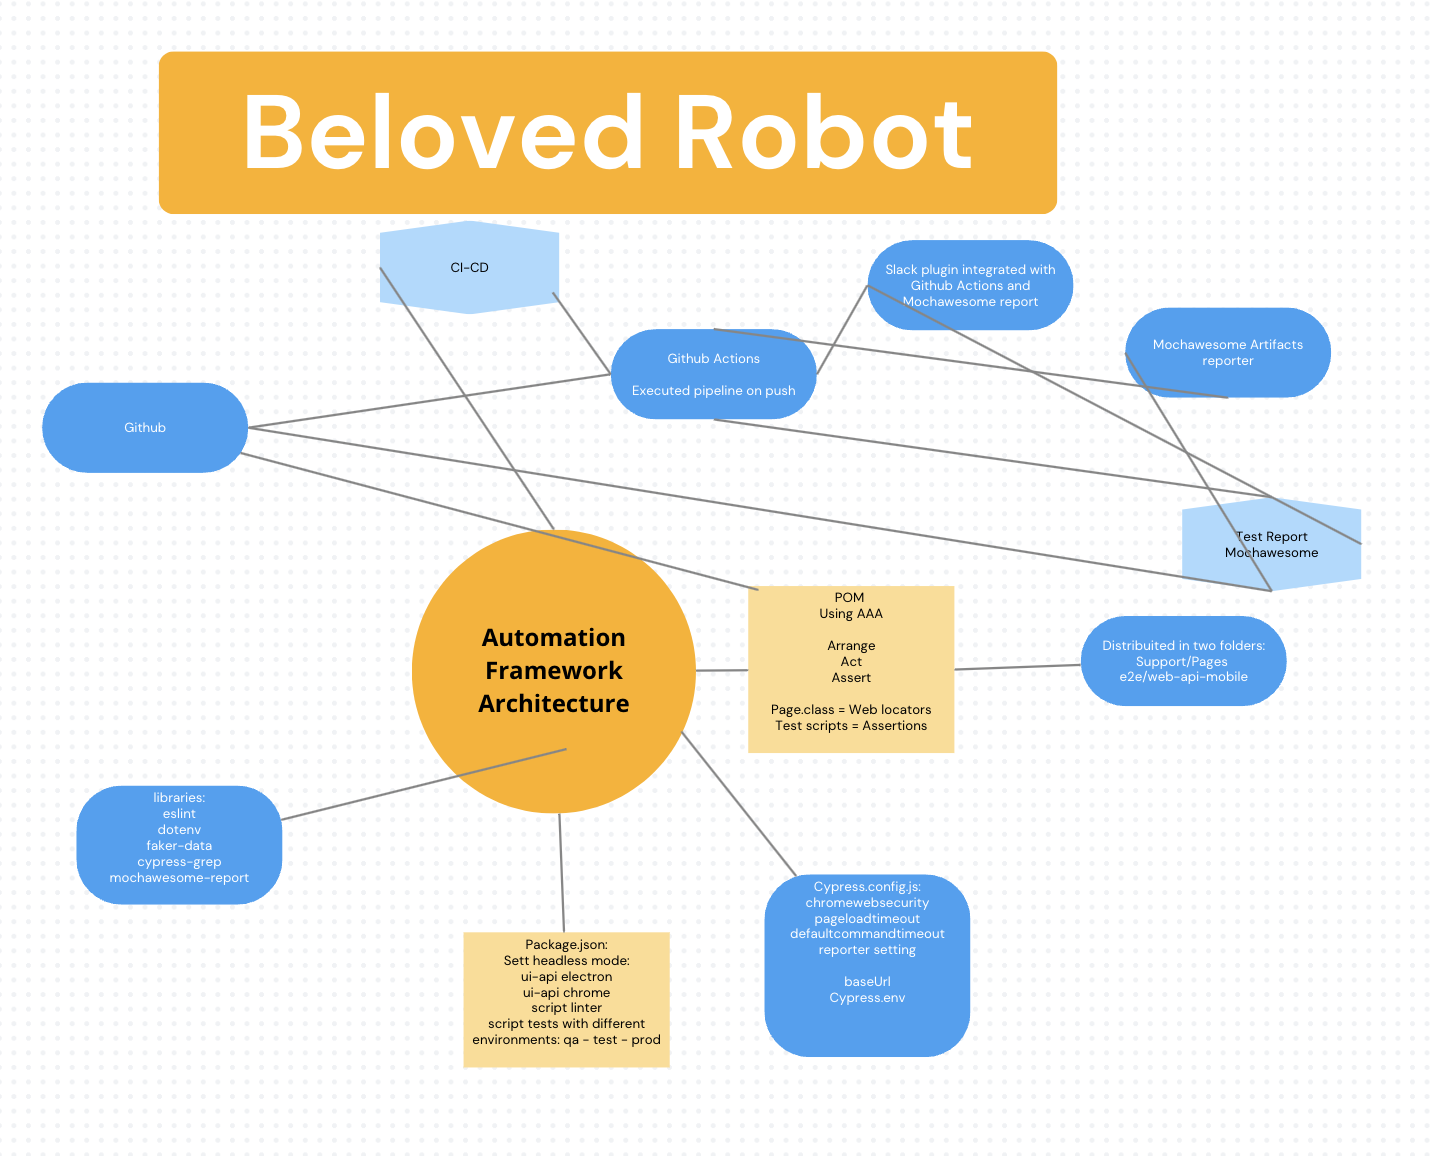 Beloved Robot
CI-CD
Slack plugin integrated with
Github Actions and
Mochawesome report
Mochawesome Artifacts
reporter
Github Actions
Executed pipeline on push
Github
Test Report
Mochawesome
POM
Using AAA
Arrange
Act
Assert
Page.class = Web locators
Test scripts = Assertions
Distribuited in two folders:
Support/Pages
e2e/web-api-mobile
Automation
Framework
Architecture
libraries:
eslint
dotenv
faker-data
cypress-grep
mochawesome-report
Cypress.config.js:
chromewebsecurity
pageloadtimeout
defaultcommandtimeout
reporter setting
baseUrl
Cypress.env
Package.json:
Sett headless mode:
ui-api electron
ui-api chrome
script linter
script tests with different
environments: qa - test - prod